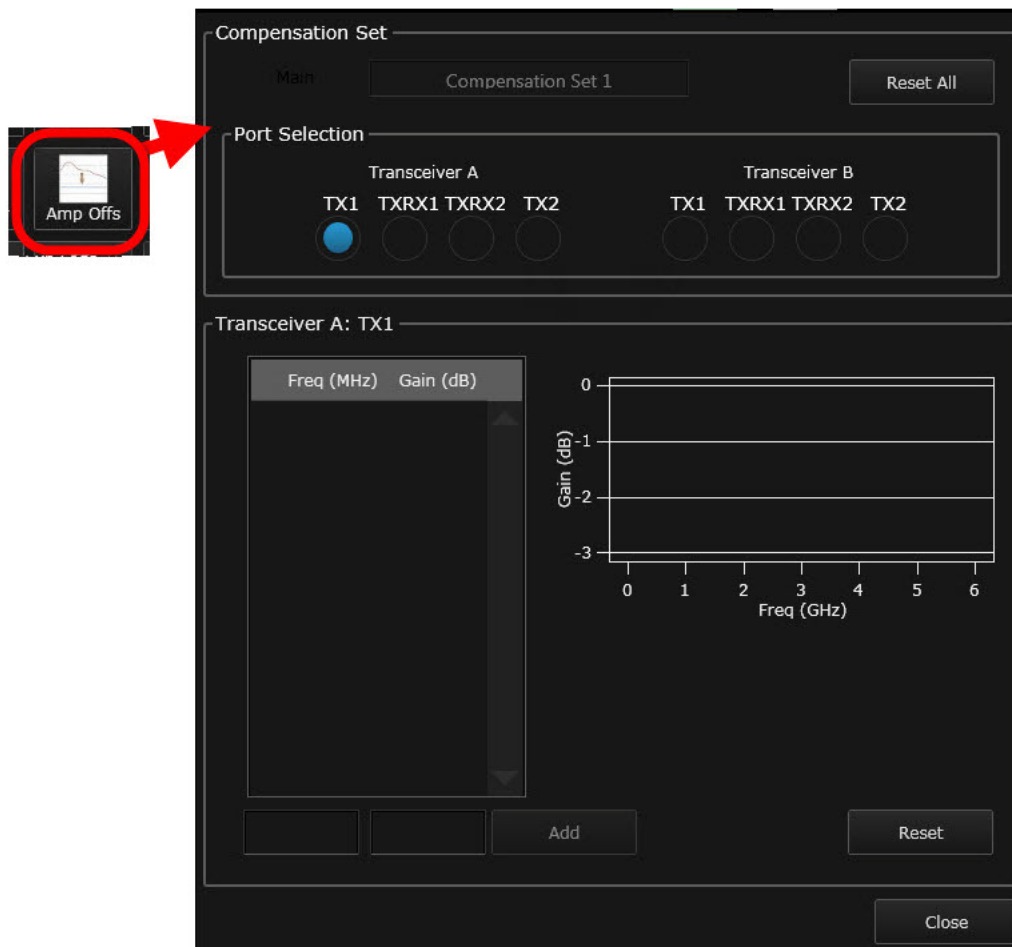 Compensation Set
Main Compensation Set 1 Reset All
Port Selection
Transceiver A Transceiver B
TX1 TXRX1 TXRX2 TX2 TX1 TXRX1 TXRX2 TX2
Amp Offs
Transceiver A: TX1
Freq (MHz) Gain (dB)
0
-1
-2
-3
Gain (dB)
0 1 2 3 4 5 6
Freq (GHz)
Add Reset
Close